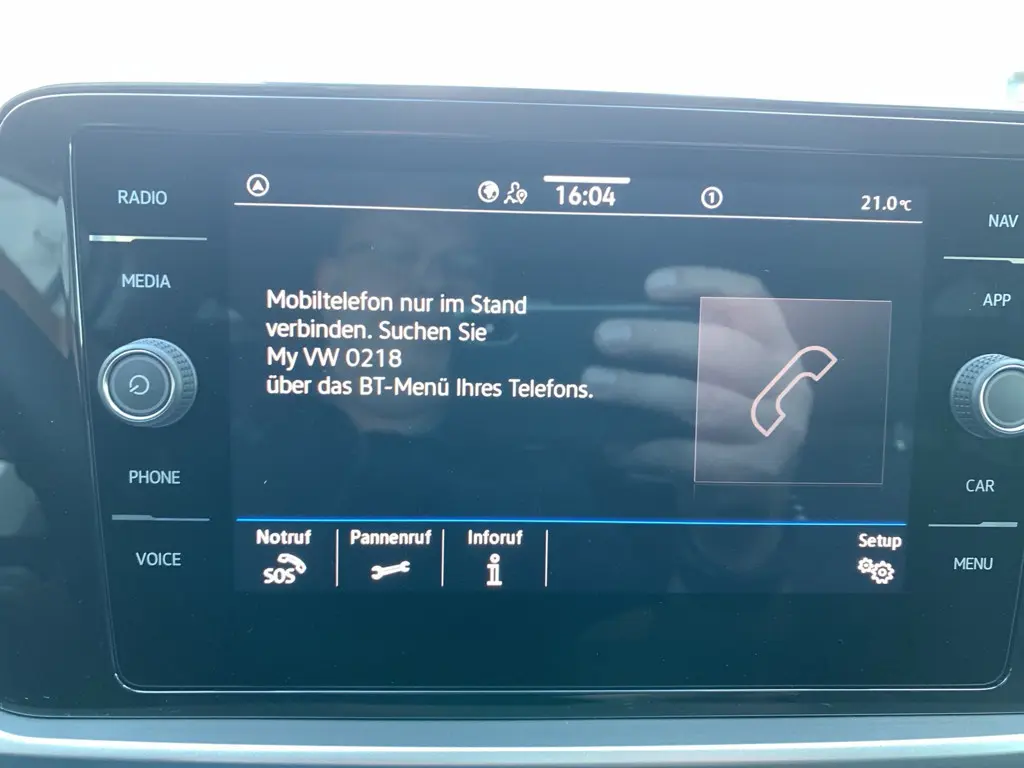 RADIO
MEDIA
PHONE
VOICE
16:04
1
21.0°C
Mobiltelefon nur im Stand
verbinden. Suchen Sie
My VW 0218
über das BT-Menü Ihres Telefons.
Notruf
SOS
Pannenruf
Inforuf
i
Setup
NAV
APP
CAR
MENU